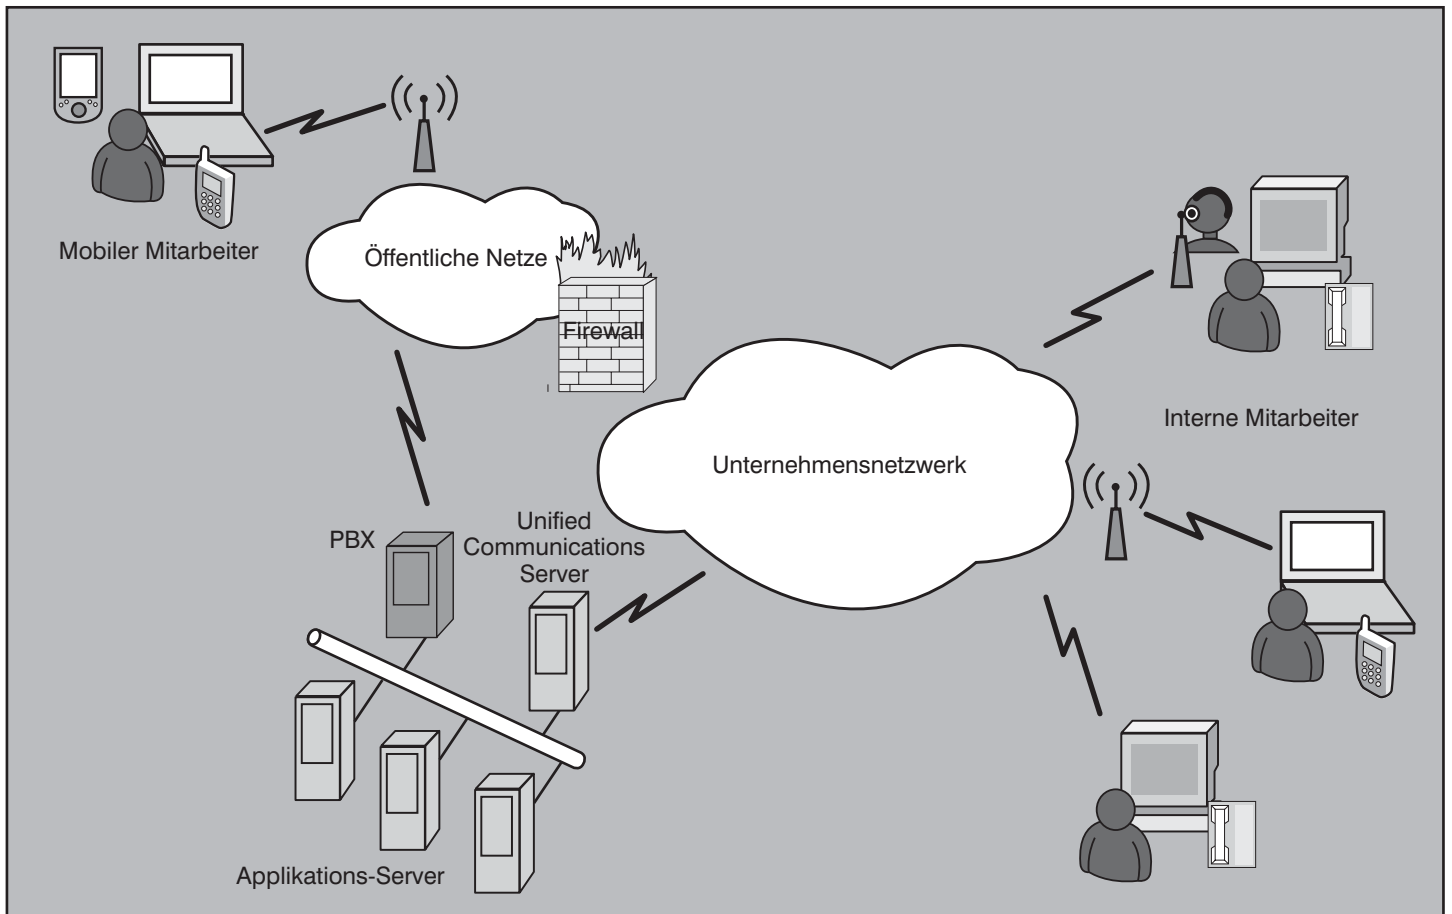 Mobiler Mitarbeiter
Öffentliche Netze
Firewall
Interne Mitarbeiter
Unternehmensnetzwerk
PBX
Unified
Communications
Server
Applikations-Server